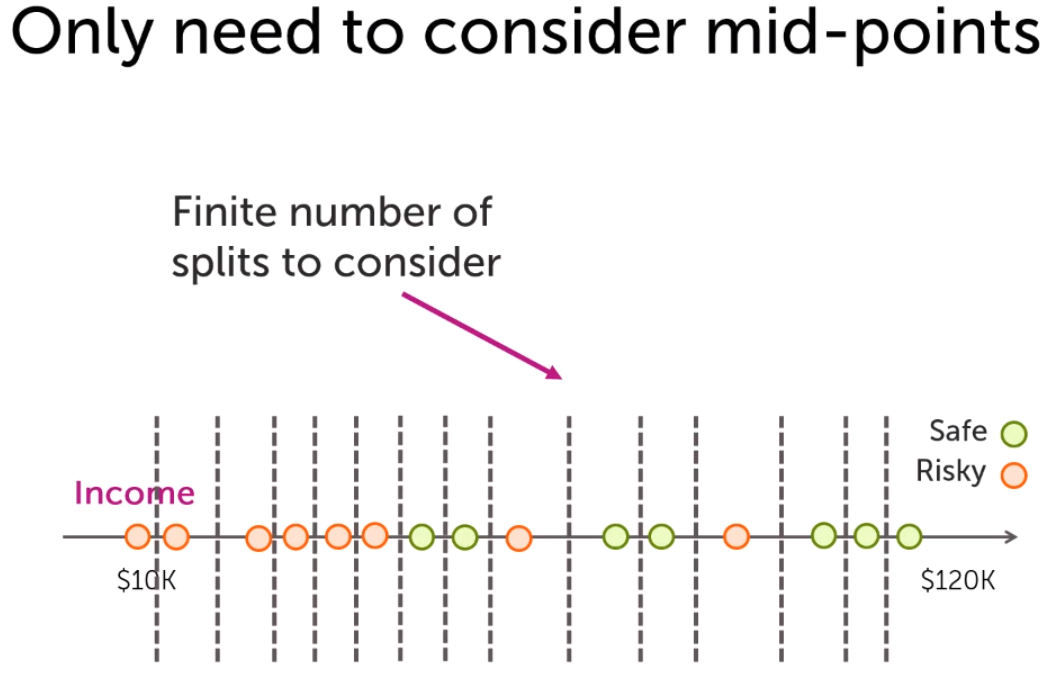 Only need to consider mid-points
Finite number of
splits to consider
Safe
Risky
Income
$10K
$120K